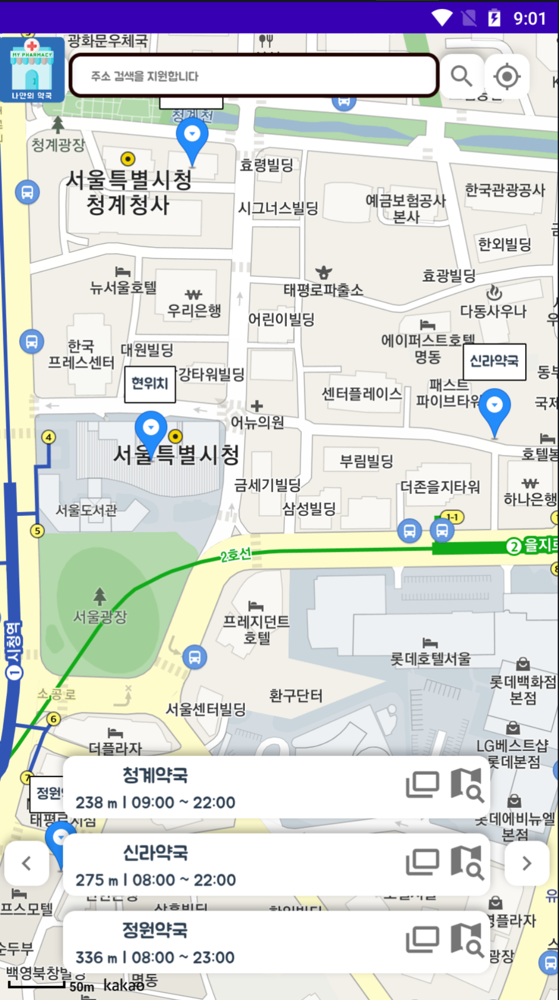 9:01
광화문우체국
MY PHARMACY
나만의 약국
주소 검색을 지원합니다
청계천
청계광장
서울특별시청
청계청사
효령빌딩
시그너스빌딩
예금보험공사
본사
한국관광공사
한외빌딩
효광빌딩
뉴서울호텔
우리은행
태평로파출소
어린이빌딩
다동사우나
에이퍼스트호텔
명동
한국
프레스센터
대원빌딩
강타워빌딩
현위치
신라약국
센터플레이스
패스트
파이브타워
어뉴의원
4
서울특별시청
부림빌딩
금세기빌딩
더존을지타워
하나은행
서울도서관
삼성빌딩
1-1
5
2호선
2
서울광장
프레지던트
호텔
1 시청역
롯데호텔서울
롯데백화점
본점
소공로
환구단터
서울센터빌딩
6
더플라자
LG베스트샵
롯데본점
7
정원
태평로지점
청계약국
238 m | 09:00 ~ 22:00
롯데에비뉴엘
본점
신라약국
275 m | 08:00 ~ 22:00
정원약국
336 m | 08:00 ~ 23:00
백영북창빌딩
명동
50m
kakao